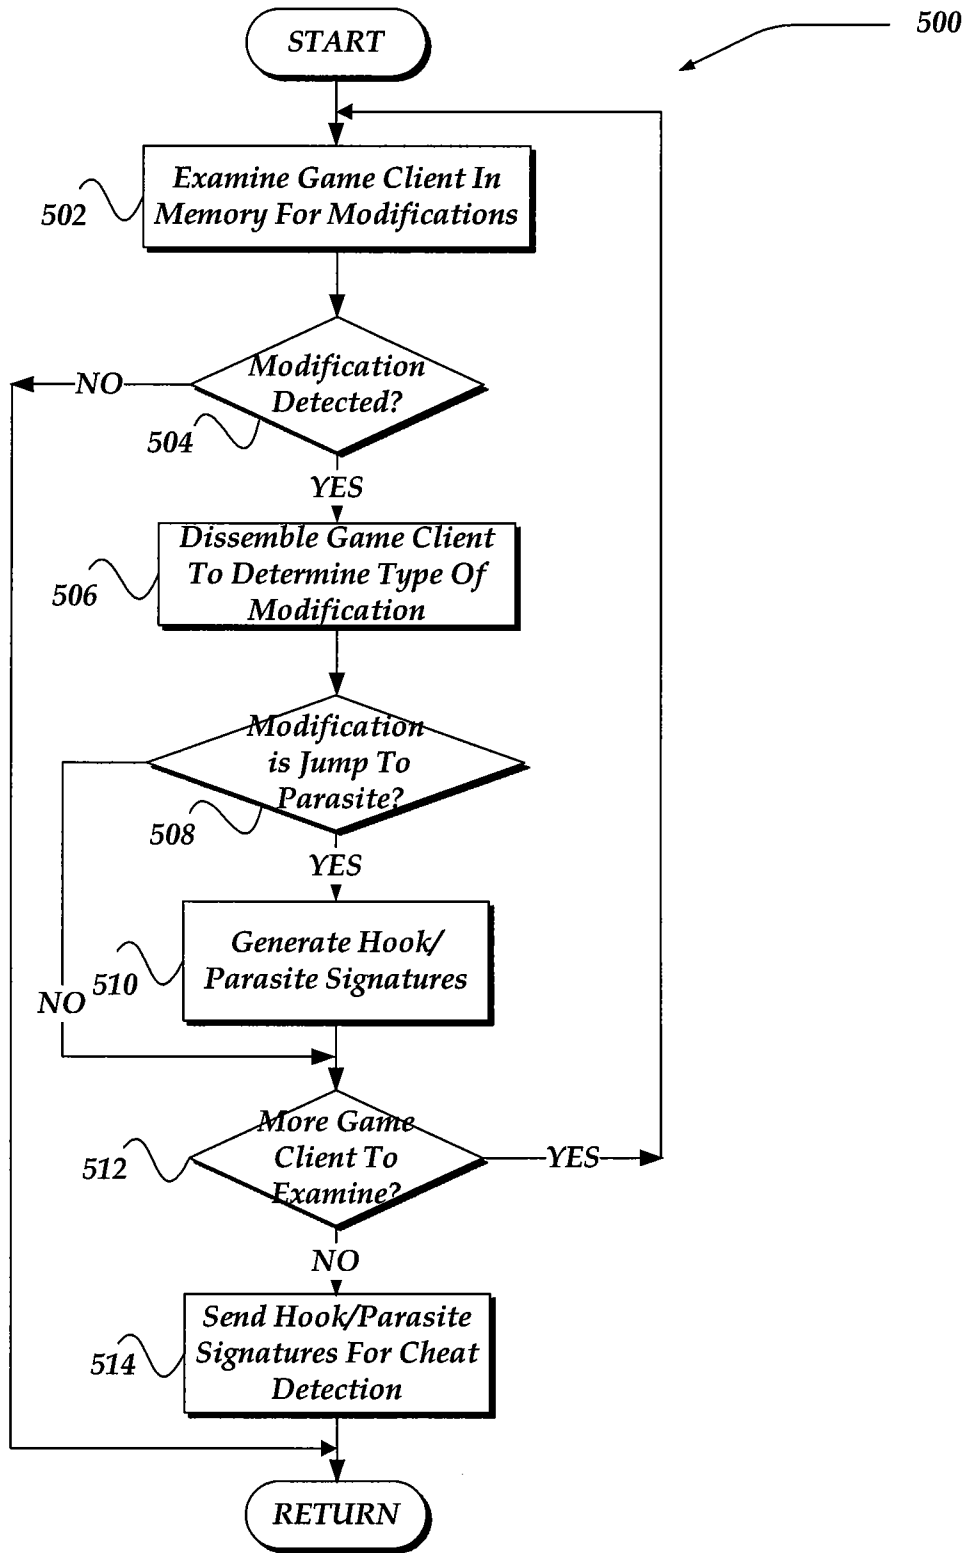 START
500
Examine Game Client In
Memory For Modifications
502
Modification
Detected?
NO
504
YES
Dissemble Game Client
To Determine Type Of
Modification
506
Modification
is Jump To
Parasite?
508
YES
Generate Hook/
Parasite Signatures
510
NO
More Game
Client To
Examine?
512
YES
NO
Send Hook/Parasite
Signatures For Cheat
Detection
514
RETURN